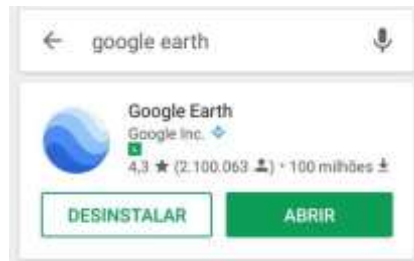 google earth
Google Earth
Google Inc.
L
4,3 ★ (2.100.063) • 100 milhões
DESINSTALAR
ABRIR